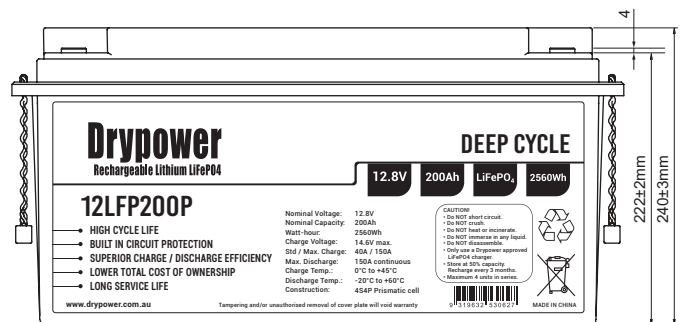 4
Drypower
Rechargeable Lithium LiFePO4
DEEP CYCLE
12.8V 200Ah LiFePO₄ 2560Wh
12LFP200P
HIGH CYCLE LIFE
BUILT IN CIRCUIT PROTECTION
SUPERIOR CHARGE / DISCHARGE EFFICIENCY
LOWER TOTAL COST OF OWNERSHIP
LONG SERVICE LIFE
Nominal Voltage: 12.8V
Nominal Capacity: 200Ah
Watt-hour: 2560Wh
Charge Voltage: 14.6V max.
Std / Max. Charge: 40A / 150A
Max. Discharge: 150A continuous
Charge Temp.: 0°C to +45°C
Discharge Temp.: -20°C to +60°C
Construction: 4S4P Prismatic cell
CAUTION!
• Do NOT short circuit.
• Do NOT crush.
• Do NOT heat or incinerate.
• Do NOT immerse in any liquid.
• Do NOT disassemble.
• Only use a Drypower approved
LiFePO4 charger.
• Store at 50% capacity.
Recharge every 3 months.
• Maximum 4 units in series.
9 319632 530627
www.drypower.com.au
Tampering and/or unauthorised removal of cover plate will void warranty
MADE IN CHINA
222±2mm
240±3mm